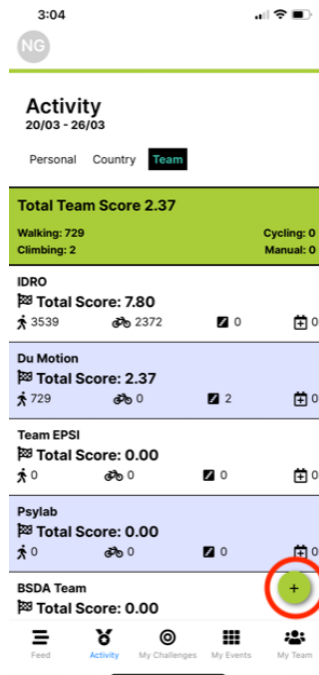 3:04
NG
Activity
20/03 - 26/03
Personal Country Team
Total Team Score 2.37
Walking: 729 Cycling: 0
Climbing: 2 Manual: 0
IDRO
Total Score: 7.80
3539 2372 0 0
Du Motion
Total Score: 2.37
729 0 2 0
Team EPSI
Total Score: 0.00
0 0 0 0
Psylab
Total Score: 0.00
0 0 0 0
BSDA Team
Total Score: 0.00
+
Feed Activity My Challenges My Events My Team